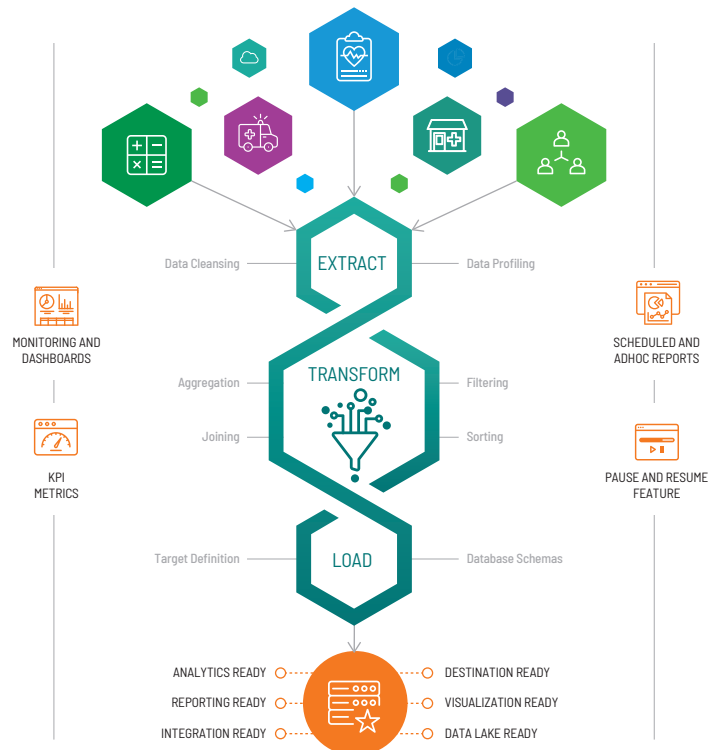 EXTRACT
Data Cleansing
Data Profiling
MONITORING AND
DASHBOARDS
SCHEDULED AND
ADHOC REPORTS
TRANSFORM
Aggregation
Filtering
Joining
Sorting
KPI
METRICS
PAUSE AND RESUME
FEATURE
LOAD
Target Definition
Database Schemas
ANALYTICS READY
DESTINATION READY
REPORTING READY
VISUALIZATION READY
INTEGRATION READY
DATA LAKE READY